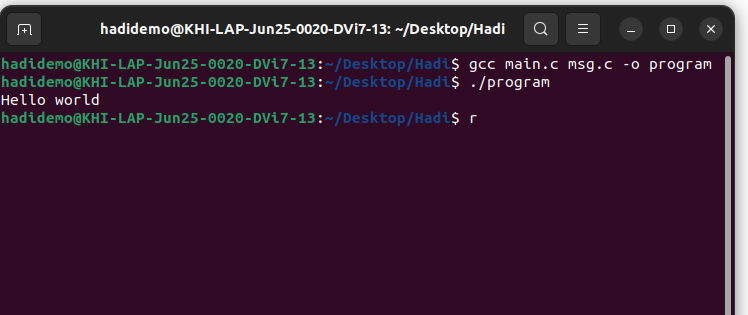 hadidemo@KHI-LAP-Jun25-0020-DVi7-13: ~/Desktop/Hadi
hadidemo@KHI-LAP-Jun25-0020-DVi7-13:~/Desktop/Hadi$ gcc main.c msg.c -o program
hadidemo@KHI-LAP-Jun25-0020-DVi7-13:~/Desktop/Hadi$ ./program
Hello world
hadidemo@KHI-LAP-Jun25-0020-DVi7-13:~/Desktop/Hadi$ r